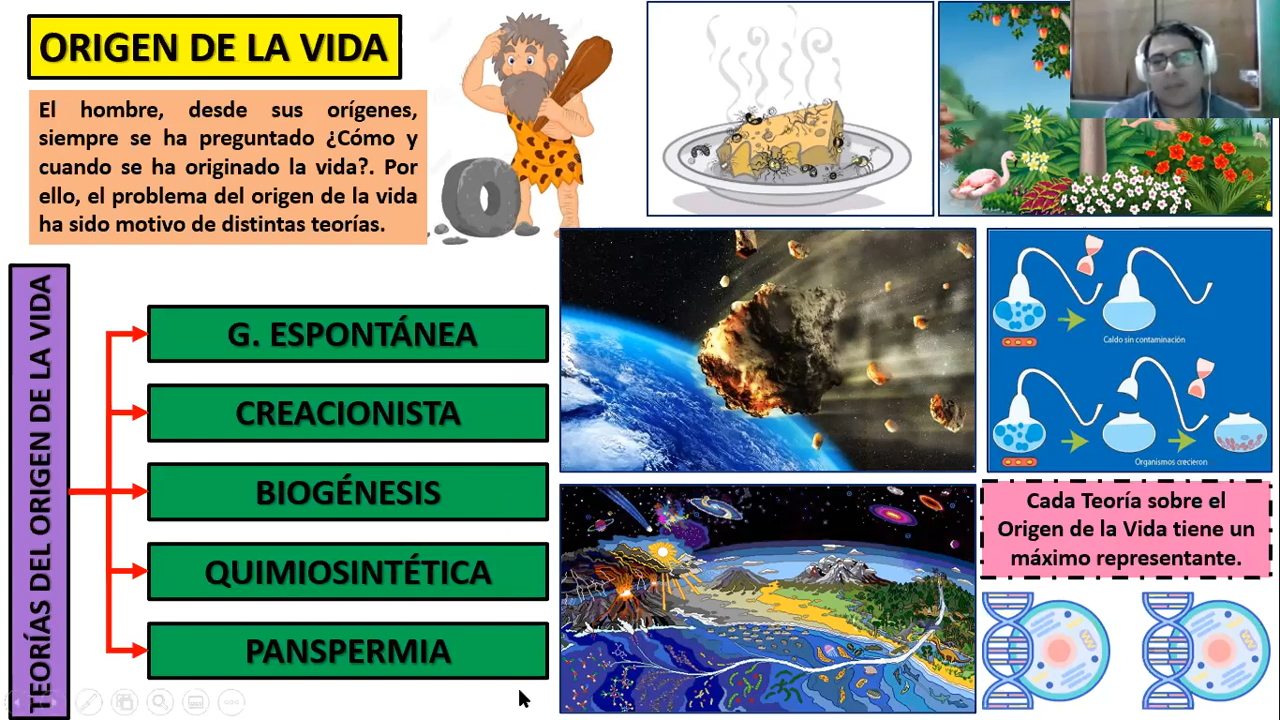 ORIGEN DE LA VIDA
El hombre, desde sus orígenes,
siempre se ha preguntado ¿Cómo y
cuando se ha originado la vida?. Por
ello, el problema del origen de la vida
ha sido motivo de distintas teorías.
TEORÍAS DEL ORIGEN DE LA VIDA
G. ESPONTÁNEA
CREACIONISTA
BIOGÉNESIS
QUIMIOSINTÉTICA
PANSPERMIA
Caldo sin contaminación
Organismos crecieron
Cada Teoría sobre el
Origen de la Vida tiene un
máximo representante.